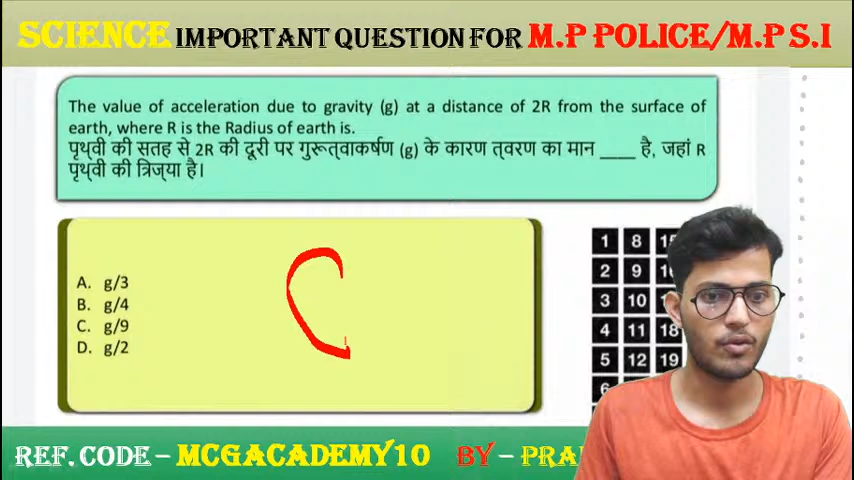 SCIENCE IMPORTANT QUESTION FOR M.P POLICE/M.P S.I
The value of acceleration due to gravity (g) at a distance of 2R from the surface of
earth, where R is the Radius of earth is.
पृथ्वी की सतह से 2R की दूरी पर गुरूत्वाकर्षण (g) के कारण त्वरण का मान ____ है, जहां R
पृथ्वी की त्रिज्या है।
A. g/3
B. g/4
C. g/9
D. g/2
1 8 15
2 9
3 10
4 11 18
5 12 19
6
REF. CODE – MCGACADEMY10 BY –